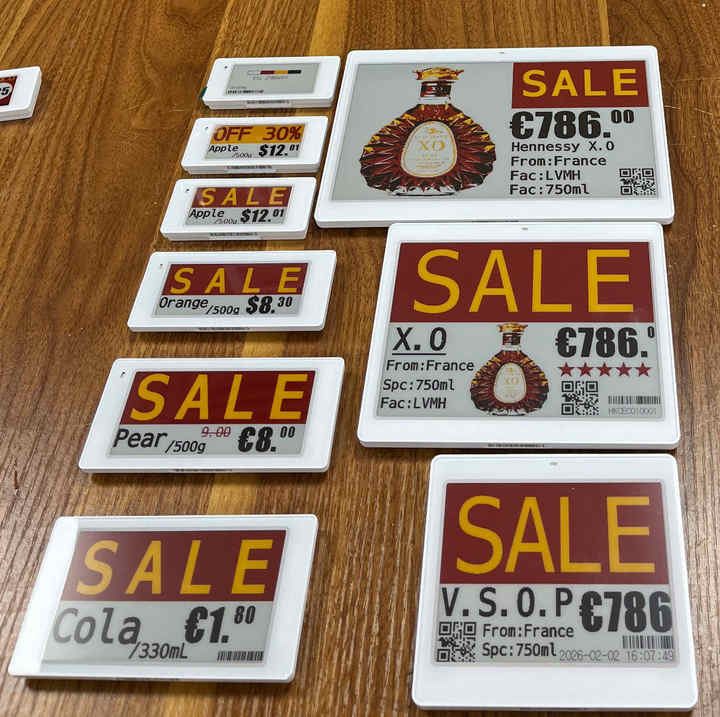 OFF 30%
Apple
/500g
$12.01
SALE
Apple
/500g
$12.01
SALE
Orange
/500g
$8.30
SALE
Pear
/500g
9.00
€8.00
SALE
Cola
/330mL
€1.80
SALE
€786.00
Hennessy X.O
From:France
Fac:LVMH
Fac:750ml
XO
SALE
X.O
€786.0
From:France
Spc:750ml
Fac:LVMH
XO
HKDEC010001
SALE
V.S.O.P
€786
From:France
Spc:750ml
2026-02-02 16:07:49